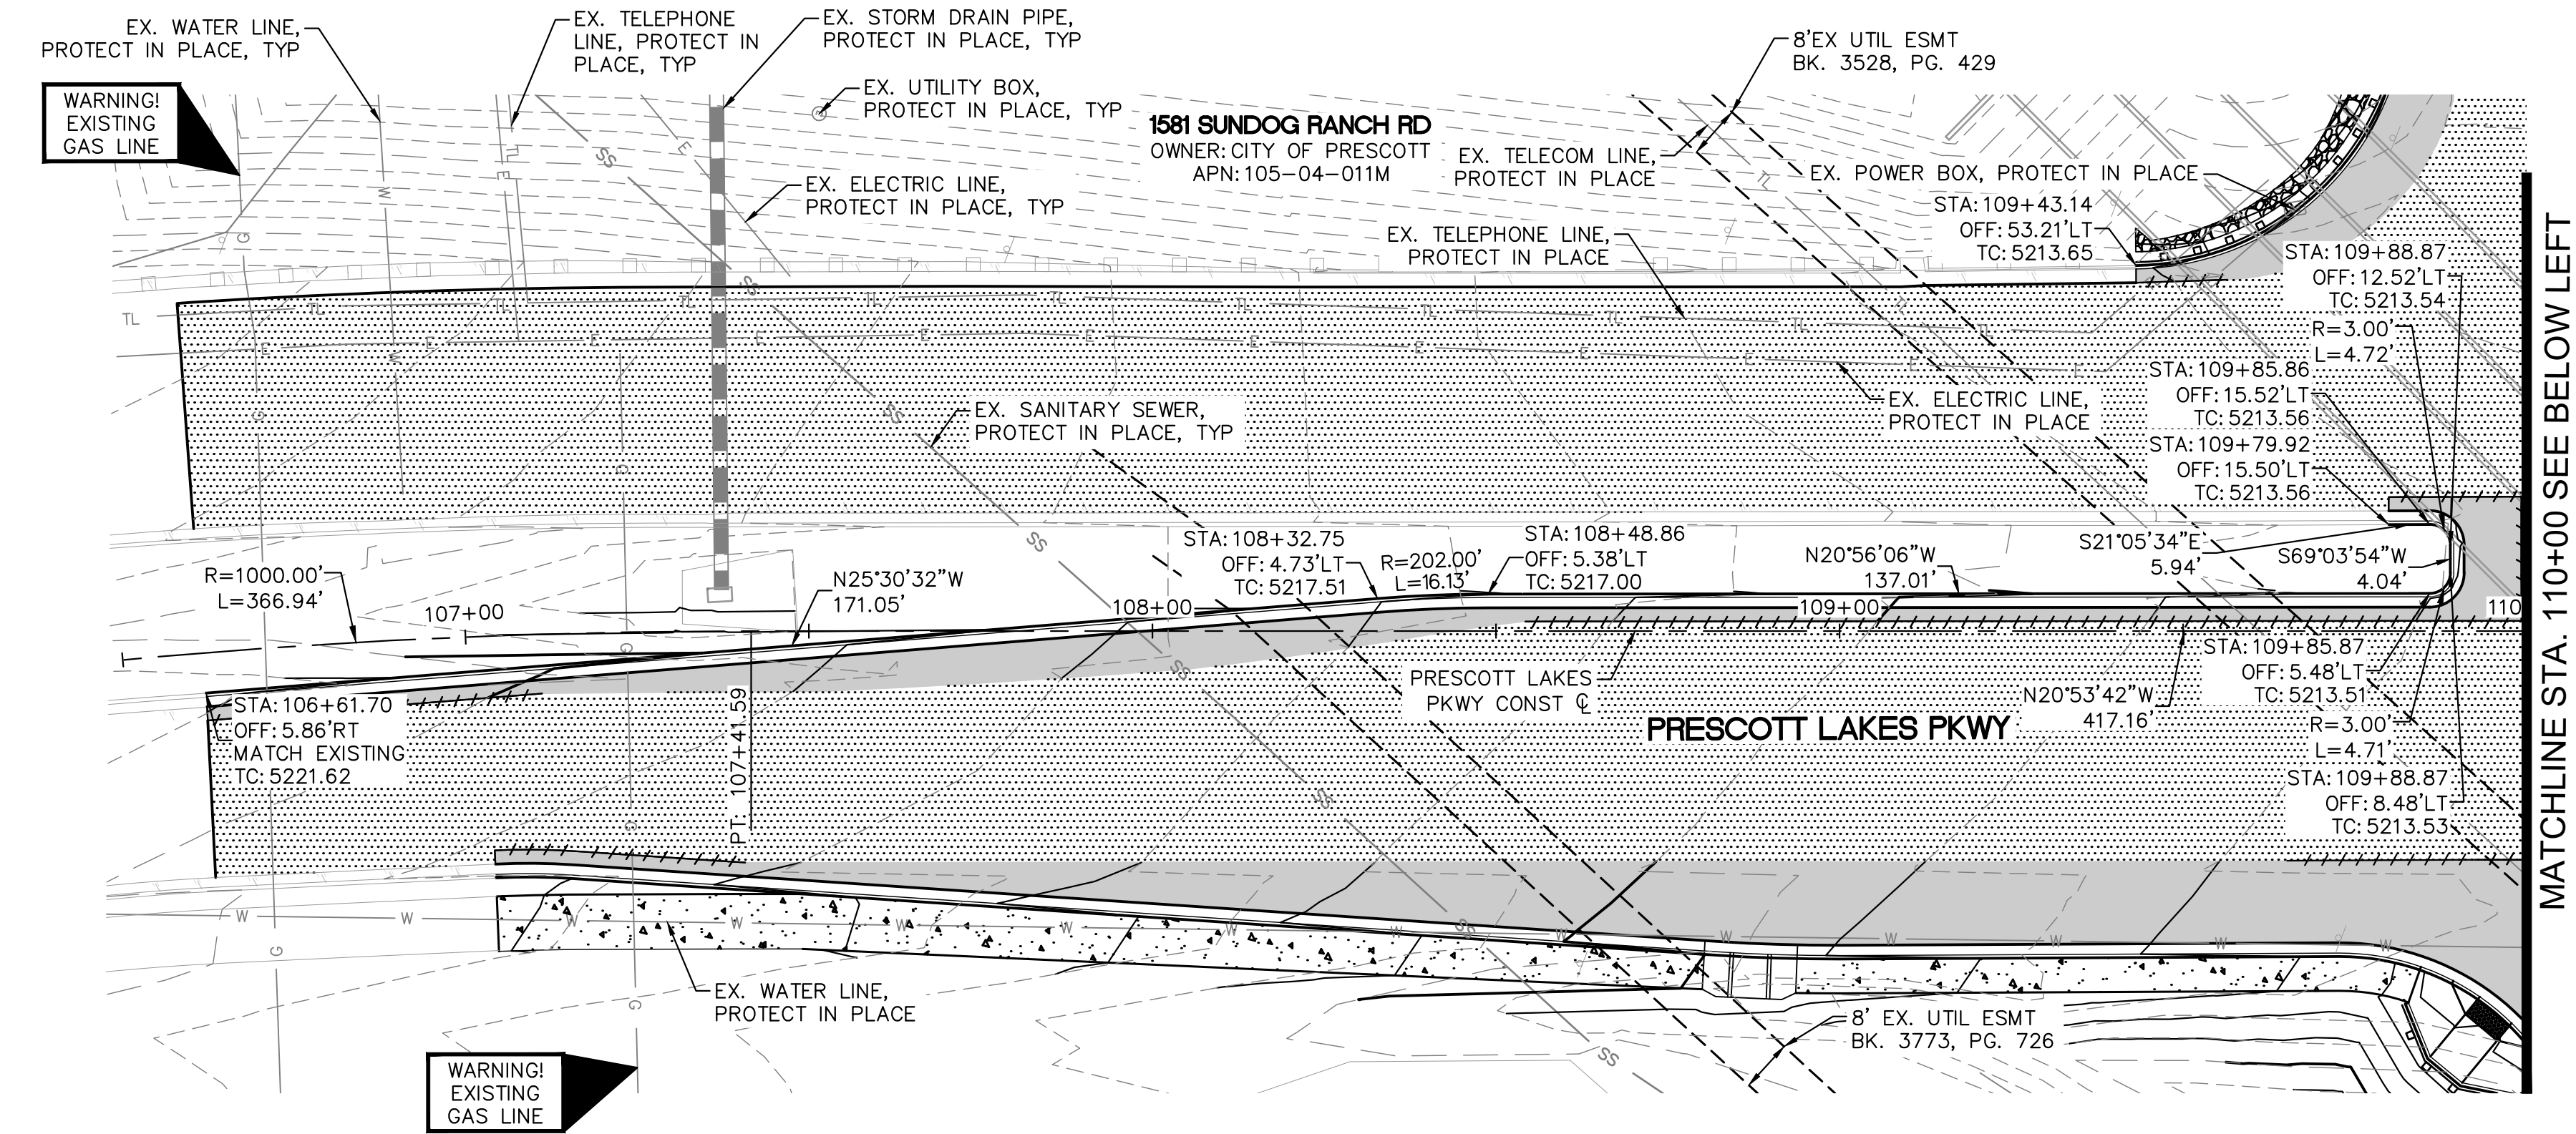 EX. WATER LINE,
PROTECT IN PLACE, TYP
EX. TELEPHONE
LINE, PROTECT IN
PLACE, TYP
EX. STORM DRAIN PIPE,
PROTECT IN PLACE, TYP
8'EX UTIL ESMT
BK. 3528, PG. 429
WARNING!
EXISTING
GAS LINE
EX. UTILITY BOX,
PROTECT IN PLACE, TYP
1581 SUNDOG RANCH RD
OWNER: CITY OF PRESCOTT
APN: 105-04-011M
EX. TELECOM LINE,
PROTECT IN PLACE
EX. POWER BOX, PROTECT IN PLACE
EX. ELECTRIC LINE,
PROTECT IN PLACE, TYP
STA: 109+43.14
OFF: 53.21'LT
TC: 5213.65
EX. TELEPHONE LINE,
PROTECT IN PLACE
STA: 109+88.87
OFF: 12.52'LT
TC: 5213.54
R=3.00'
L=4.72'
STA: 109+85.86
OFF: 15.52'LT
TC: 5213.56
EX. ELECTRIC LINE,
PROTECT IN PLACE
STA: 109+79.92
OFF: 15.50'LT
TC: 5213.56
EX. SANITARY SEWER,
PROTECT IN PLACE, TYP
MATCHLINE STA. 110+00 SEE BELOW LEFT
STA: 108+32.75
OFF: 4.73'LT
TC: 5217.51
R=202.00'
L=16.13'
STA: 108+48.86
OFF: 5.38'LT
TC: 5217.00
N20°56'06"W
137.01'
S21°05'34"E
5.94'
S69°03'54"W
4.04'
R=1000.00'
L=366.94'
N25°30'32"W
171.05'
107+00
108+00
109+00
110
STA: 109+85.87
OFF: 5.48'LT
TC: 5213.51
PRESCOTT LAKES
PKWY CONST ℄
N20°53'42"W
417.16'
PRESCOTT LAKES PKWY
STA: 106+61.70
OFF: 5.86'RT
MATCH EXISTING
TC: 5221.62
PT: 107+41.59
R=3.00'
L=4.71'
STA: 109+88.87
OFF: 8.48'LT
TC: 5213.53
EX. WATER LINE,
PROTECT IN PLACE
8' EX. UTIL ESMT
BK. 3773, PG. 726
WARNING!
EXISTING
GAS LINE